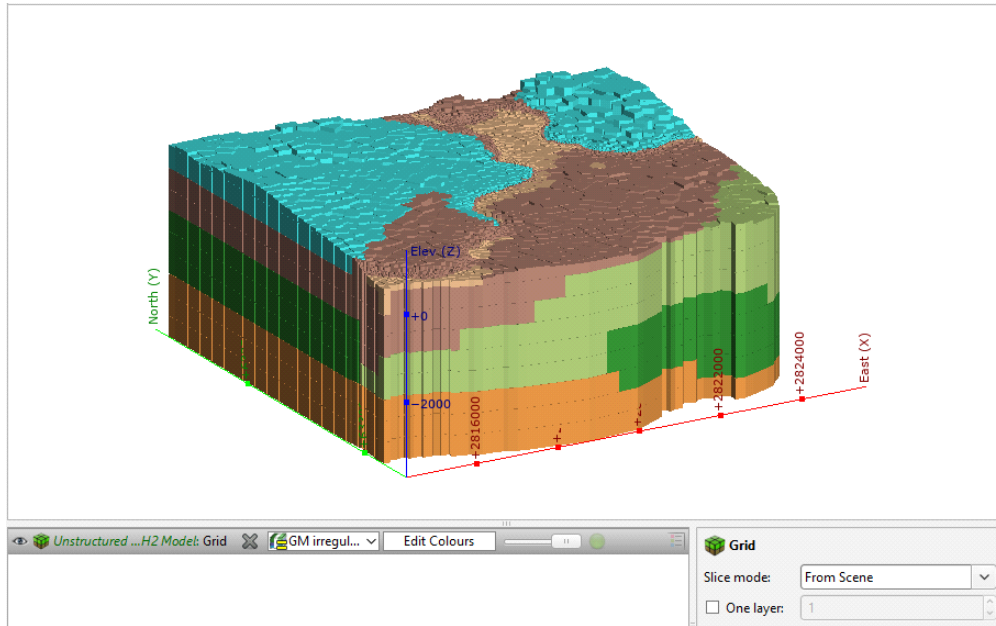 Elev. (Z)
North (Y)
+0
-2000
East (X)
+2816000
+2822000
+2824000
Unstructured ...H2 Model: Grid
GM irregul...
Edit Colours
Grid
Slice mode:
From Scene
One layer:
1